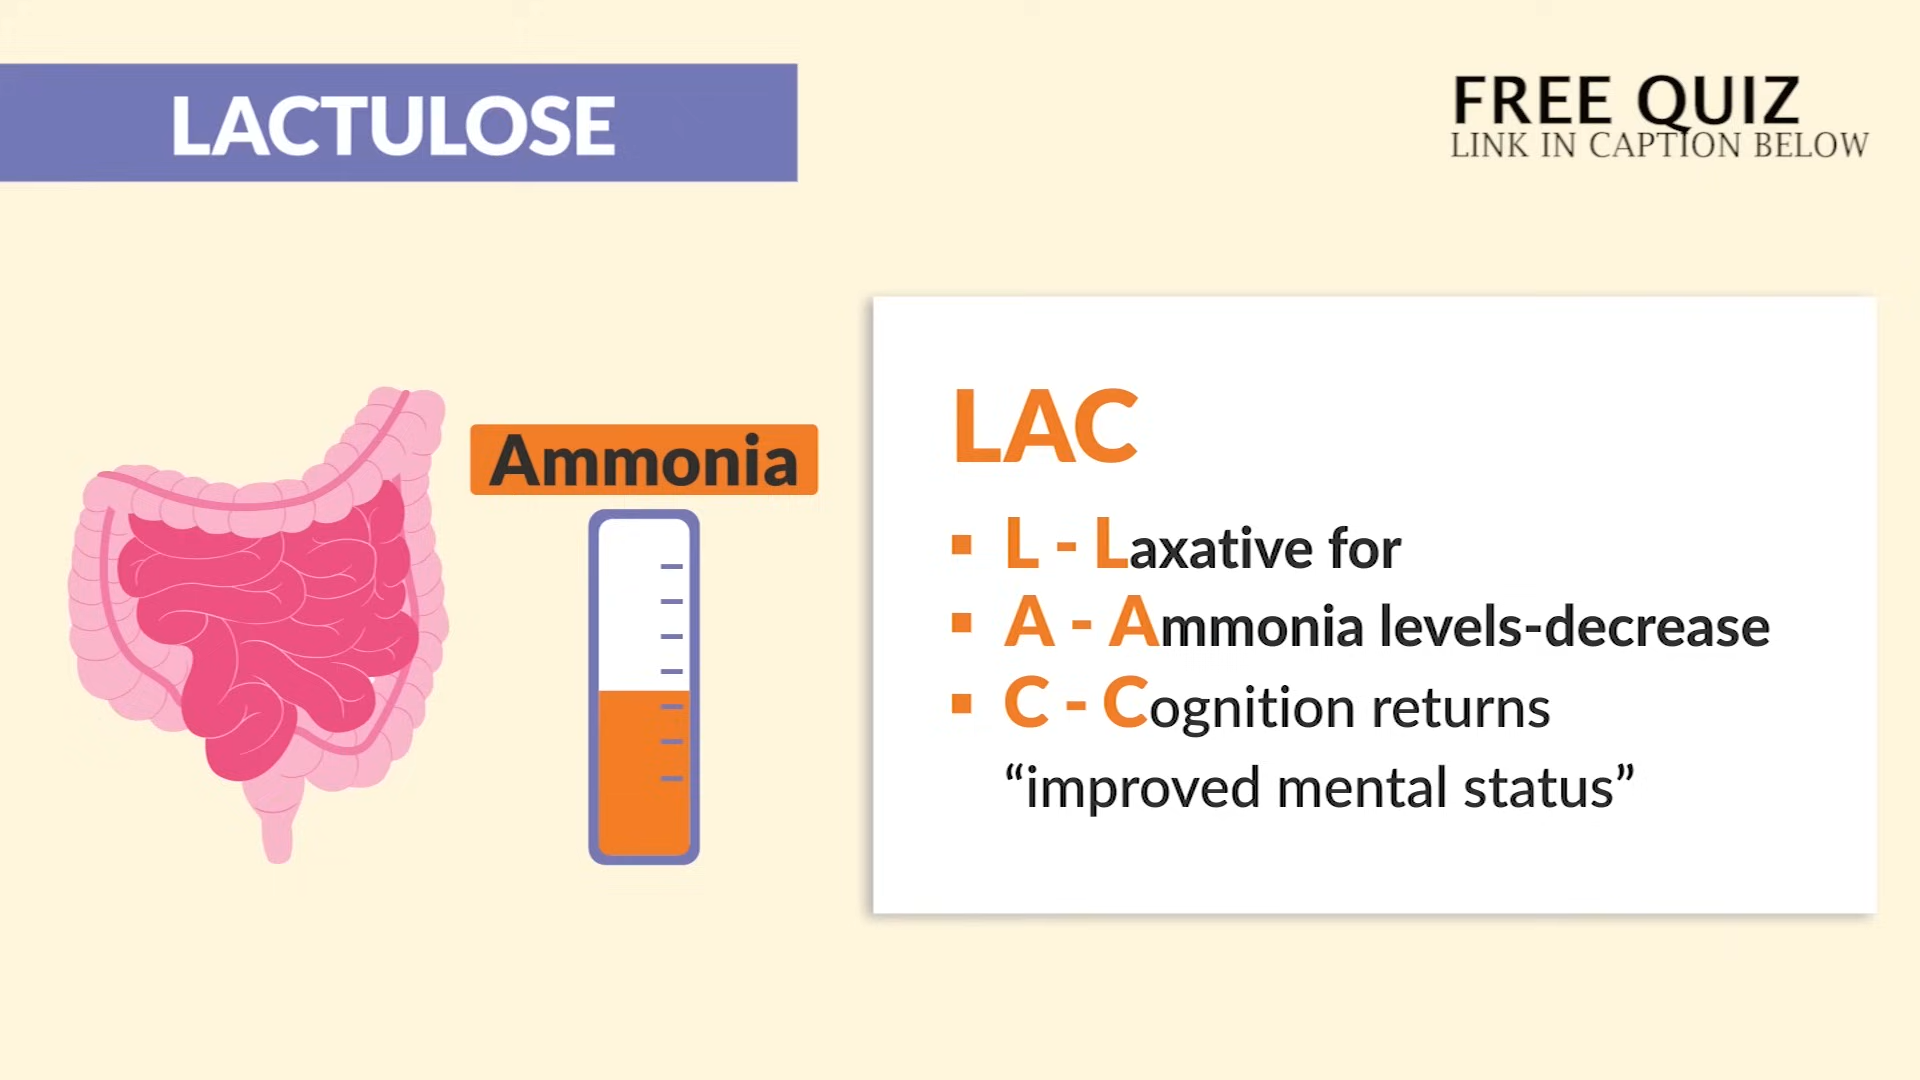 LACTULOSE
FREE QUIZ
LINK IN CAPTION BELOW
Ammonia
LAC
▪ L - Laxative for
▪ A - Ammonia levels-decrease
▪ C - Cognition returns
“improved mental status”